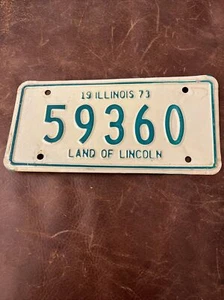 19 ILLINOIS 73
59360
LAND OF LINCOLN